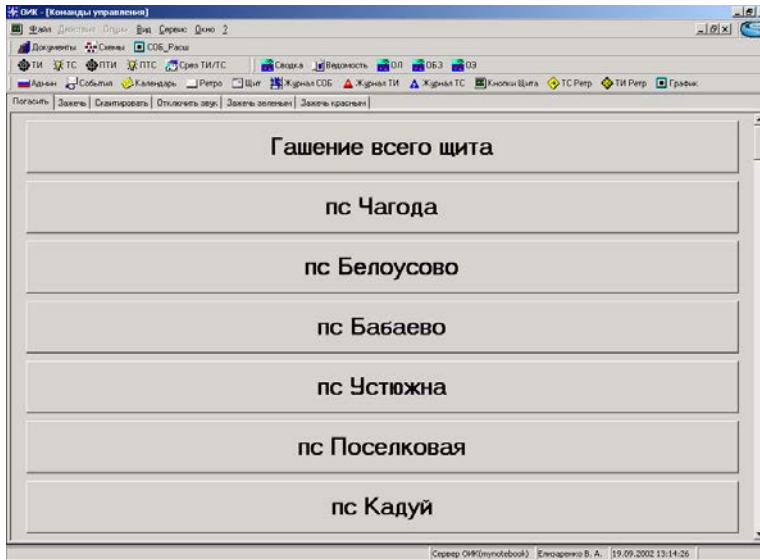 ОИК - [Команды управления]
Файл Действия Опции Вид Сервис Окно ?
Документы Схемы СОБ_Расш
ТИ ТС ПТИ ПТС Срез ТИ/ТС Сводка Ведомость ОЛ ОБЗ ОЭ
Админ События Календарь Ретро Щит Журнал СОБ Журнал ТИ Журнал ТС Кнопки Щита ТС Ретр ТИ Ретр График
Погасить Зажечь Сквитировать Отключить звук Зажечь зеленым Зажечь красным
Гашение всего щита
пс Чагода
пс Белоусово
пс Бабаево
пс Устюжна
пс Поселковая
пс Кадуй
Сервер ОИК(mynotebook) В. А. 19.09.2002 13:14:26